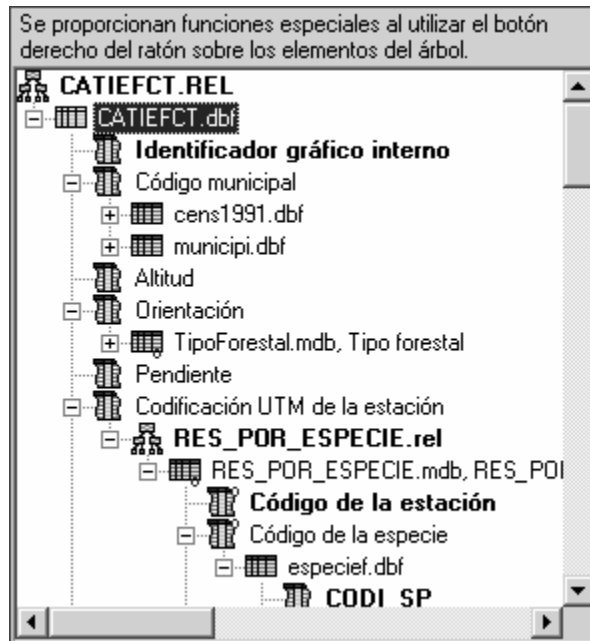 Se proporcionan funciones especiales al utilizar el botón
derecho del ratón sobre los elementos del árbol.
CATIEFCT.REL
CATIEFCT.dbf
Identificador gráfico interno
Código municipal
cens1991.dbf
municipi.dbf
Altitud
Orientación
TipoForestal.mdb, Tipo forestal
Pendiente
Codificación UTM de la estación
RES_POR_ESPECIE.rel
RES_POR_ESPECIE.mdb, RES_POI
Código de la estación
Código de la especie
especief.dbf
CODI_SP